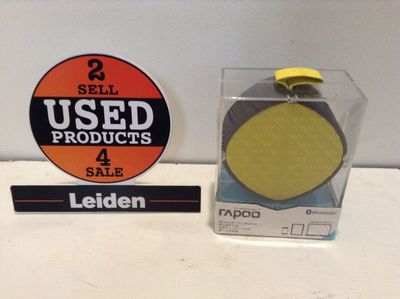 2
SELL
USED
PRODUCTS
4
SALE
Leiden
rapoo
Bluetooth